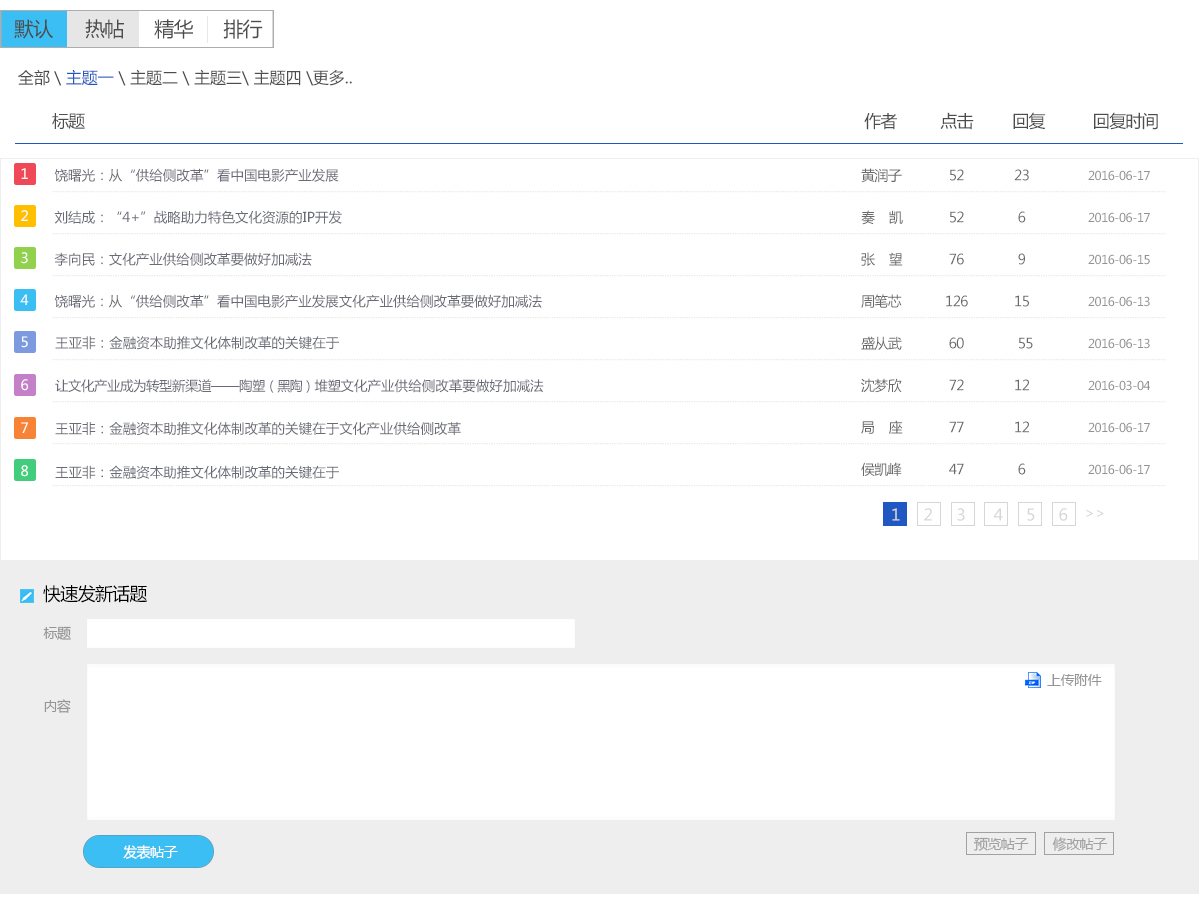 默认 热帖 精华 排行
全部 \ 主题一 \ 主题二 \ 主题三\ 主题四 \更多..
标题 作者 点击 回复 回复时间
1 饶曙光：从“供给侧改革”看中国电影产业发展 黄润子 52 23 2016-06-17
2 刘结成：“4+”战略助力特色文化资源的IP开发 秦 凯 52 6 2016-06-17
3 李向民：文化产业供给侧改革要做好加减法 张 望 76 9 2016-06-15
4 饶曙光：从“供给侧改革”看中国电影产业发展文化产业供给侧改革要做好加减法 周笔芯 126 15 2016-06-13
5 王亚非：金融资本助推文化体制改革的关键在于 盛从武 60 55 2016-06-13
6 让文化产业成为转型新渠道——陶塑（黑陶）堆塑文化产业供给侧改革要做好加减法 沈梦欣 72 12 2016-03-04
7 王亚非：金融资本助推文化体制改革的关键在于文化产业供给侧改革 局 座 77 12 2016-06-17
8 王亚非：金融资本助推文化体制改革的关键在于 侯凯峰 47 6 2016-06-17
1 2 3 4 5 6 >>
快速发新话题
标题
上传附件
内容
发表帖子 预览帖子 修改帖子